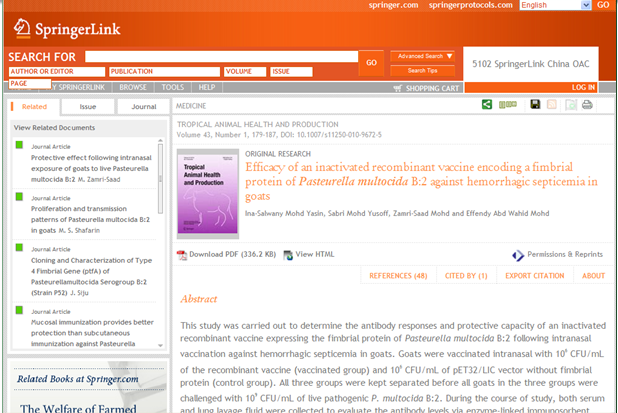 springer.com springerprotocols.com English GO
SpringerLink
SEARCH FOR GO Advanced Search
AUTHOR OR EDITOR PUBLICATION VOLUME ISSUE Search Tips
PAGE
5102 SpringerLink China OAC
Y SPRINGERLINK BROWSE TOOLS HELP SHOPPING CART LOG IN
Related Issue Journal
View Related Documents
Journal Article
Protective effect following intranasal
exposure of goats to live Pasteurella
multocida B:2 M. Zamri-Saad
Journal Article
Proliferation and transmission
patterns of Pasteurella multocida B:2
in goats M. S. Shafarin
Journal Article
Cloning and Characterization of Type
4 Fimbrial Gene (ptfA) of
Pasteurellamultocida Serogroup B:2
(Strain P52) J. Siju
Journal Article
Mucosal immunization provides better
protection than subcutaneous
immunization against Pasteurella
Related Books at Springer.com
The Welfare of Farmed
MEDICINE
TROPICAL ANIMAL HEALTH AND PRODUCTION
Volume 43, Number 1, 179-187, DOI: 10.1007/s11250-010-9672-5
Tropical
Animal Health
and Production
ORIGINAL RESEARCH
Efficacy of an inactivated recombinant vaccine encoding a fimbrial
protein of Pasteurella multocida B:2 against hemorrhagic septicemia in
goats
Ina-Salwany Mohd Yasin, Sabri Mohd Yusoff, Zamri-Saad Mohd and Effendy Abd Wahid Mohd
Download PDF (336.2 KB) View HTML Permissions & Reprints
REFERENCES (48) CITED BY (1) EXPORT CITATION ABOUT
Abstract
This study was carried out to determine the antibody responses and protective capacity of an inactivated
recombinant vaccine expressing the fimbrial protein of Pasteurella multocida B:2 following intranasal
vaccination against hemorrhagic septicemia in goats. Goats were vaccinated intranasal with 10⁶ CFU/mL
of the recombinant vaccine (vaccinated group) and 10⁶ CFU/mL of pET32/LIC vector without fimbrial
protein (control group). All three groups were kept separated before all goats in the three groups were
challenged with 10⁹ CFU/mL of live pathogenic P. multocida B:2. During the course of study, both serum
and lung lavage fluid were collected to evaluate the antibody levels via enzyme-linked immunosorbent